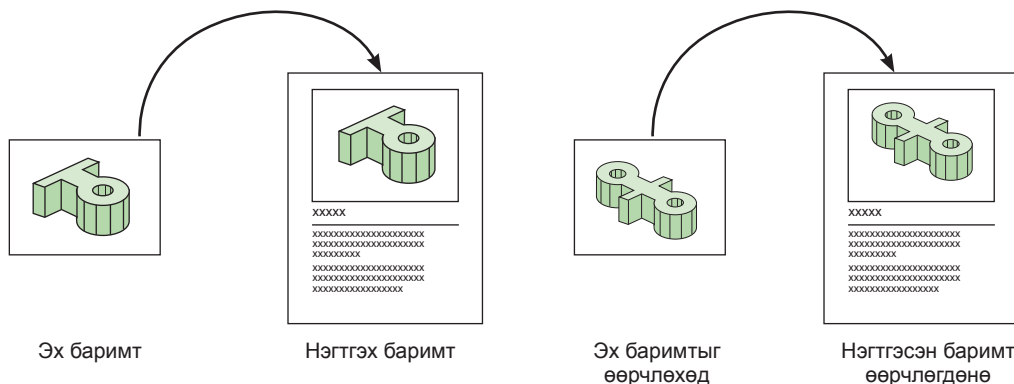 xxxxx
xxxxxxxxxxxxxxxxxxxxx
xxxxxxxxxxxxxxxxxxxxx
xxxxxxxxx
xxxxxxxxxxxxxxxxxxxxx
xxxxxxxxxxxxxxxxxxxxx
xxxxxxxxxxxxxxxxx
xxxxx
xxxxxxxxxxxxxxxxxxxxx
xxxxxxxxxxxxxxxxxxxxx
xxxxxxxxx
xxxxxxxxxxxxxxxxxxxxx
xxxxxxxxxxxxxxxxxxxxx
xxxxxxxxxxxxxxxxx
Эх баримт
Нэгтгэх баримт
Эх баримтыг
өөрчлөхөд
Нэгтгэсэн баримт
өөрчлөгдөнө